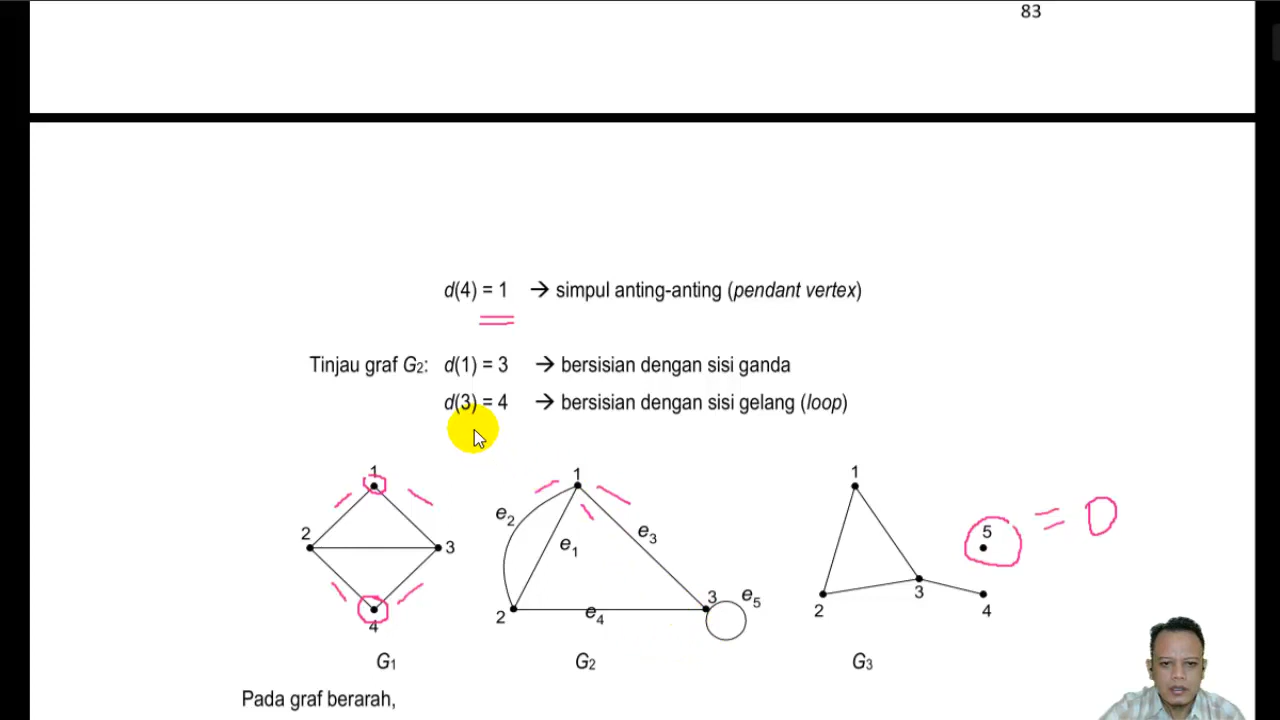 83
d(4) = 1 → simpul anting-anting (pendant vertex)
Tinjau graf G2: d(1) = 3 → bersisian dengan sisi ganda
d(3) = 4 → bersisian dengan sisi gelang (loop)
1
2
3
4
G1
1
e2
e1
e3
2
e4
3
e5
G2
1
5 = 0
2
3
4
G3
Pada graf berarah,